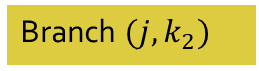 Branch (j, k₂)